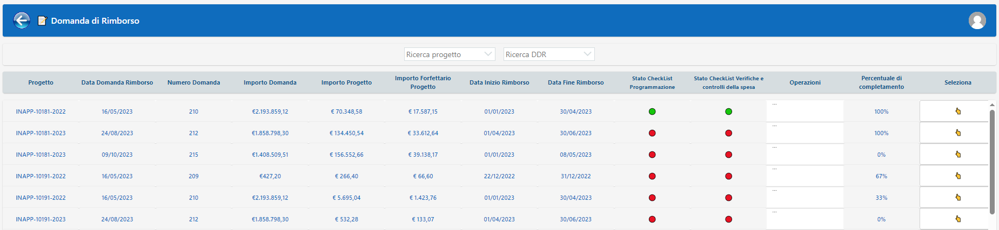 Domanda di Rimborso
Ricerca progetto Ricerca DDR
Progetto Data Domanda Rimborso Numero Domanda Importo Domanda Importo Progetto Importo Forfettario Progetto Data Inizio Rimborso Data Fine Rimborso Stato CheckList Programmazione Stato CheckList Verifiche e controlli della spesa Operazioni Percentuale di completamento Seleziona
INAPP-10181-2022 16/05/2023 210 €2.193.859,12 € 70.348,58 € 17.587,15 01/01/2023 30/04/2023 ... 100%
INAPP-10181-2023 24/08/2023 212 €1.858.798,30 € 134.450,54 € 33.612,64 01/04/2023 30/06/2023 ... 100%
INAPP-10181-2023 09/10/2023 215 €1.408.509,51 € 156.552,66 € 39.138,17 01/01/2023 08/05/2023 ... 0%
INAPP-10191-2022 16/05/2023 209 €427,20 € 266,40 € 66,60 22/12/2022 31/12/2022 ... 67%
INAPP-10191-2022 16/05/2023 210 €2.193.859,12 € 5.695,04 € 1.423,76 01/01/2023 30/04/2023 ... 33%
INAPP-10191-2023 24/08/2023 212 €1.858.798,30 € 532,28 € 133,07 01/04/2023 30/06/2023 ... 0%